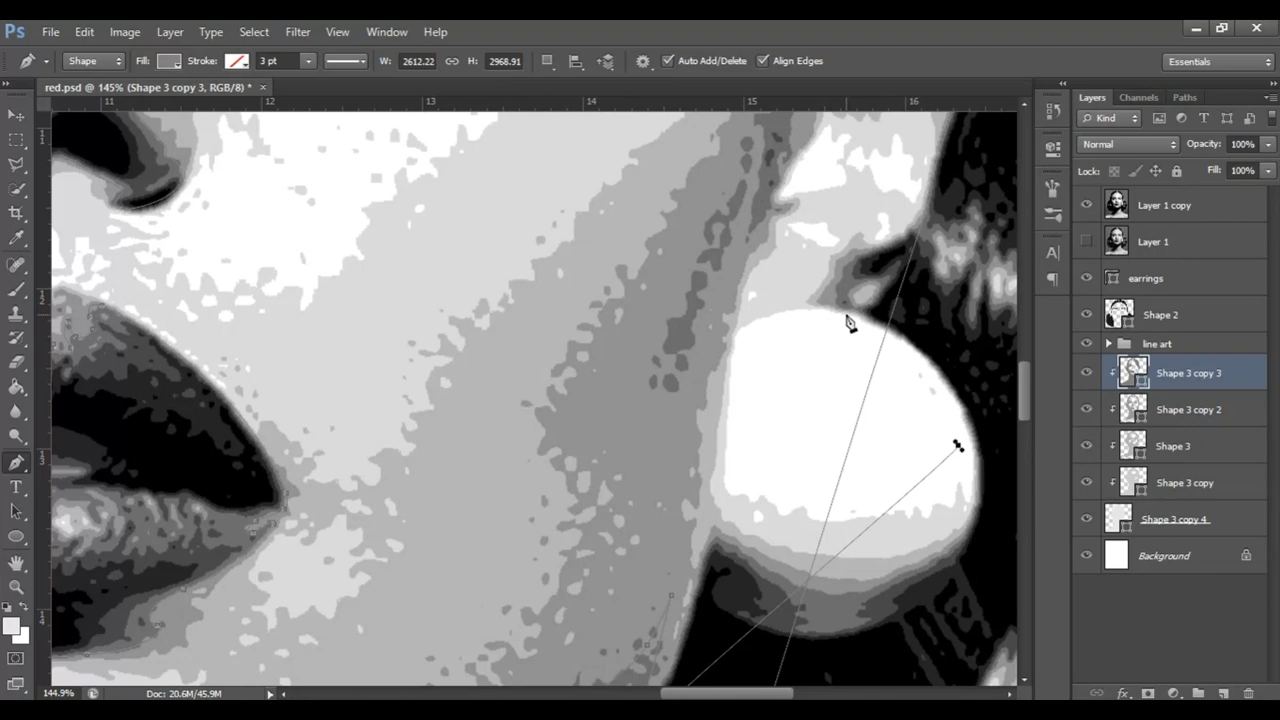 Ps File Edit Image Layer Type Select Filter View Window Help
Shape Fill: Stroke: 3 pt W: 2612.22 H: 2968.91 Auto Add/Delete Align Edges Essentials
red.psd @ 145% (Shape 3 copy 3, RGB/8) *
11 12 13 14 15 16
Layers Channels Paths
Kind
Normal Opacity: 100%
Lock: Fill: 100%
Layer 1 copy
Layer 1
earrings
Shape 2
line art
Shape 3 copy 3
Shape 3 copy 2
Shape 3
Shape 3 copy
Shape 3 copy 4
Background
144.9% Doc: 20.6M/45.9M